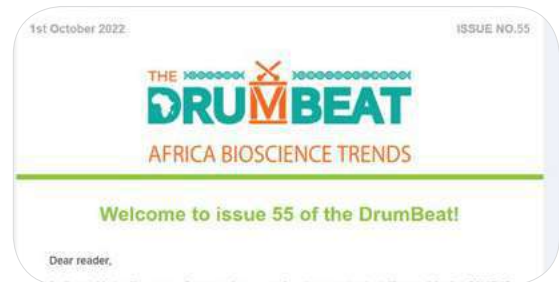 1st October 2022 ISSUE NO.55
THE
DRUMBEAT
AFRICA BIOSCIENCE TRENDS
Welcome to issue 55 of the DrumBeat!
Dear reader,